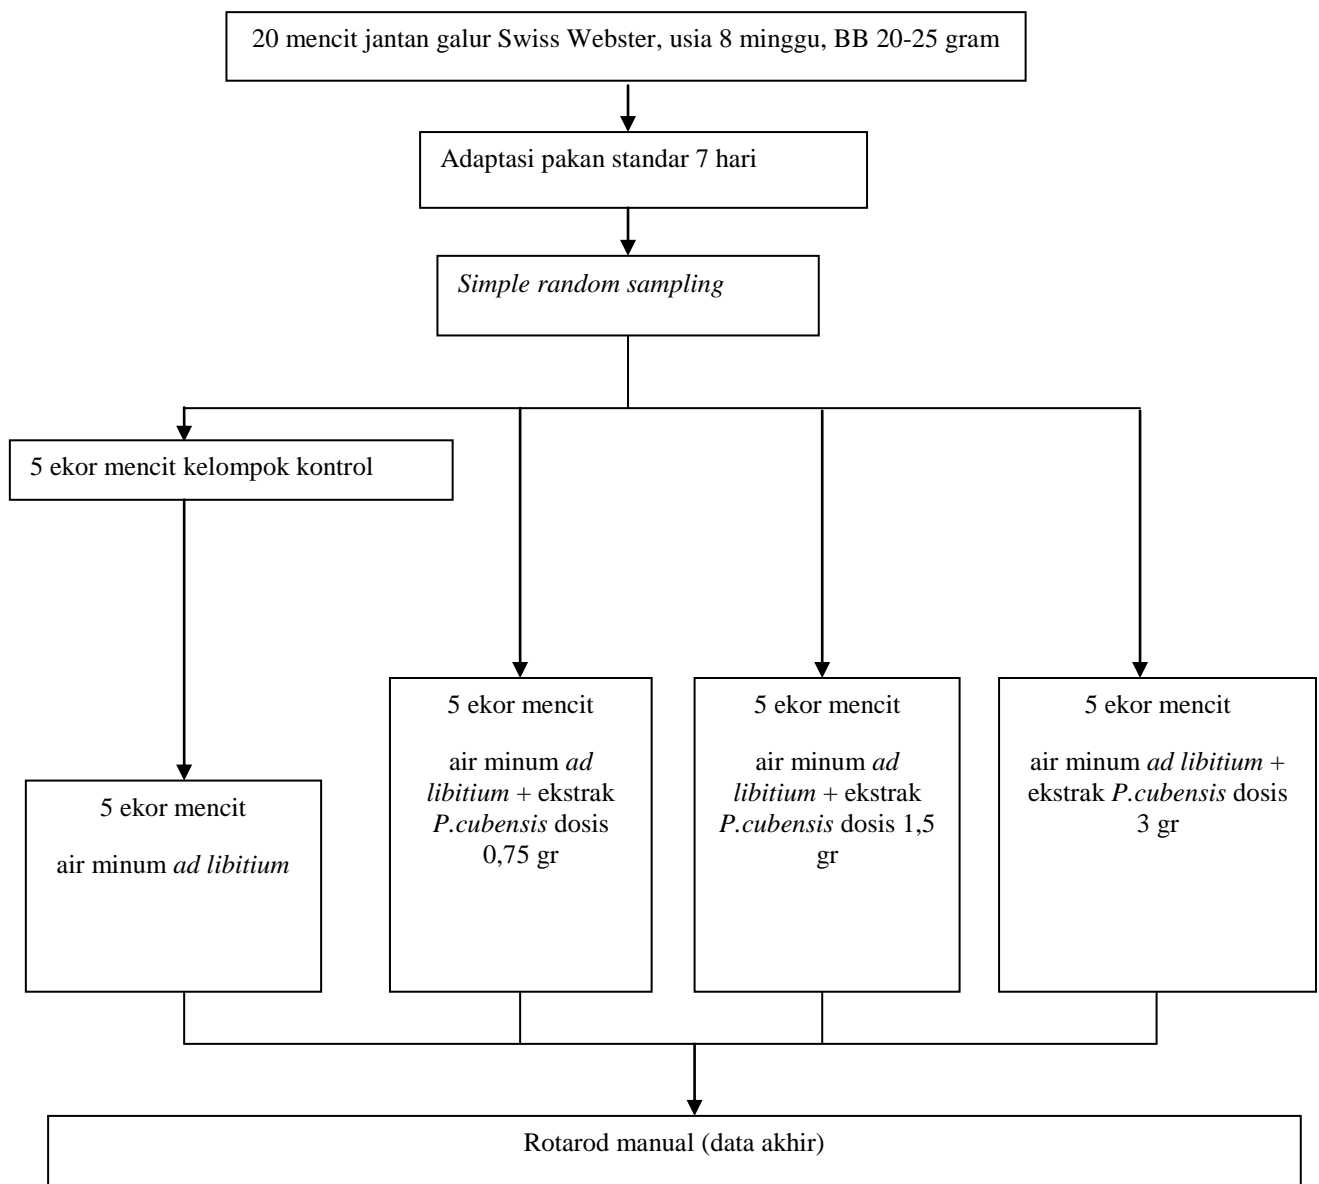 20 mencit jantan galur Swiss Webster, usia 8 minggu, BB 20-25 gram
Adaptasi pakan standar 7 hari
Simple random sampling
5 ekor mencit kelompok kontrol
5 ekor mencit
air minum ad libitium
5 ekor mencit
air minum ad
libitium + ekstrak
P.cubensis dosis
0,75 gr
5 ekor mencit
air minum ad
libitium + ekstrak
P.cubensis dosis 1,5
gr
5 ekor mencit
air minum ad libitium +
ekstrak P.cubensis dosis
3 gr
Rotarod manual (data akhir)